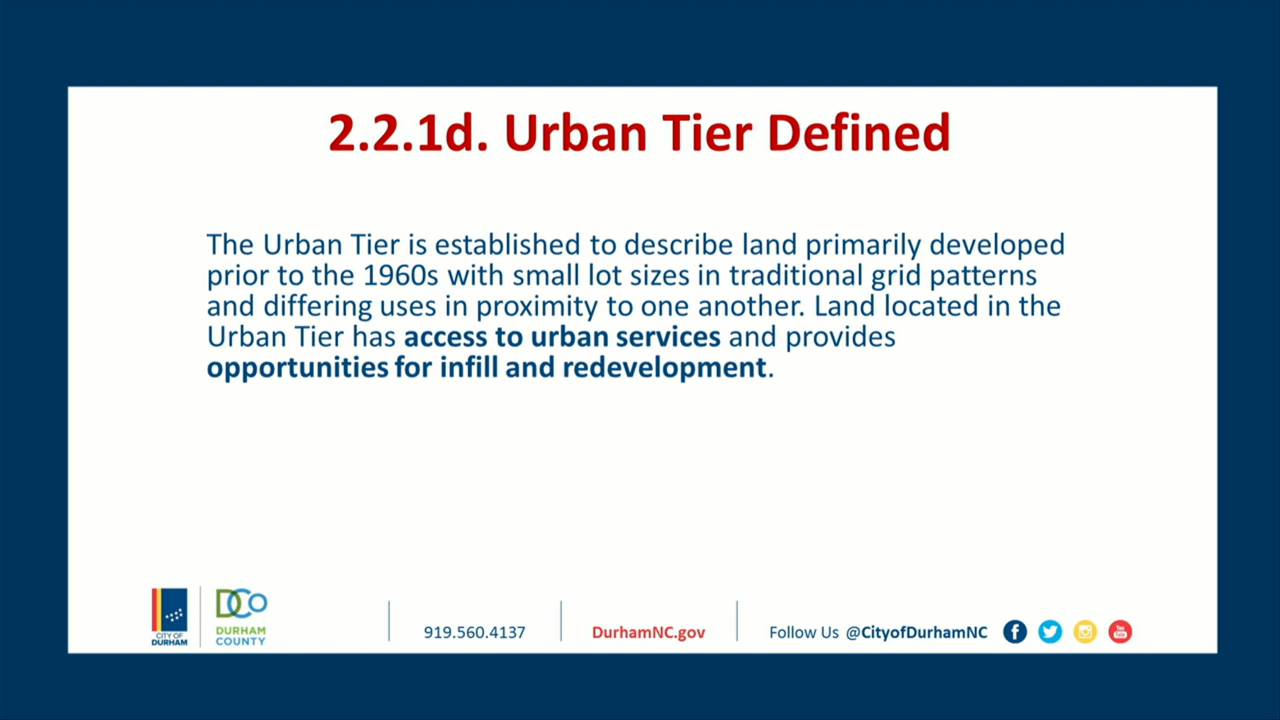 2.2.1d. Urban Tier Defined
The Urban Tier is established to describe land primarily developed
prior to the 1960s with small lot sizes in traditional grid patterns
and differing uses in proximity to one another. Land located in the
Urban Tier has access to urban services and provides
opportunities for infill and redevelopment.
CITY OF
DURHAM
DCo
DURHAM
COUNTY
919.560.4137
DurhamNC.gov
Follow Us @CityofDurhamNC
f
You
Tube